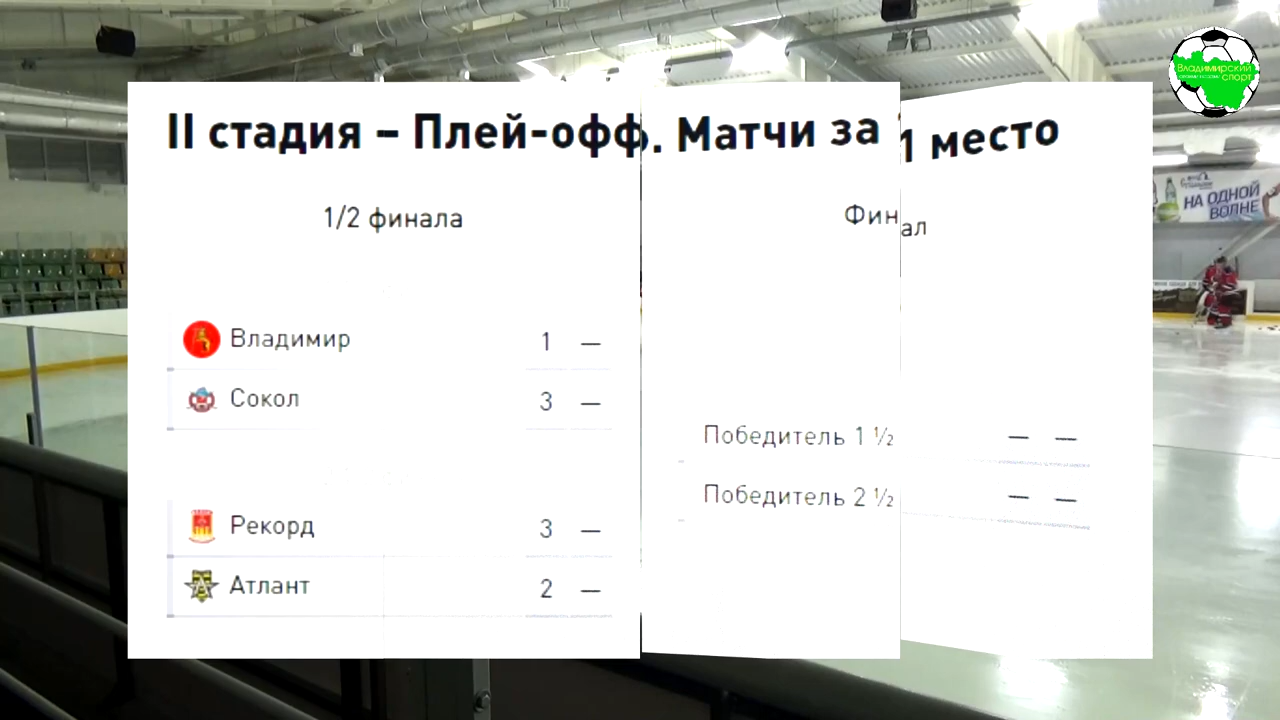 Владимирский
спорт
II стадия – Плей-офф. Матчи за 1 место
1/2 финала
Финал
НА ОДНОЙ
ВОЛНЕ
Владимир 1 —
Сокол 3 —
Победитель 1 ½ — —
Победитель 2 ½ — —
Рекорд 3 —
Атлант 2 —